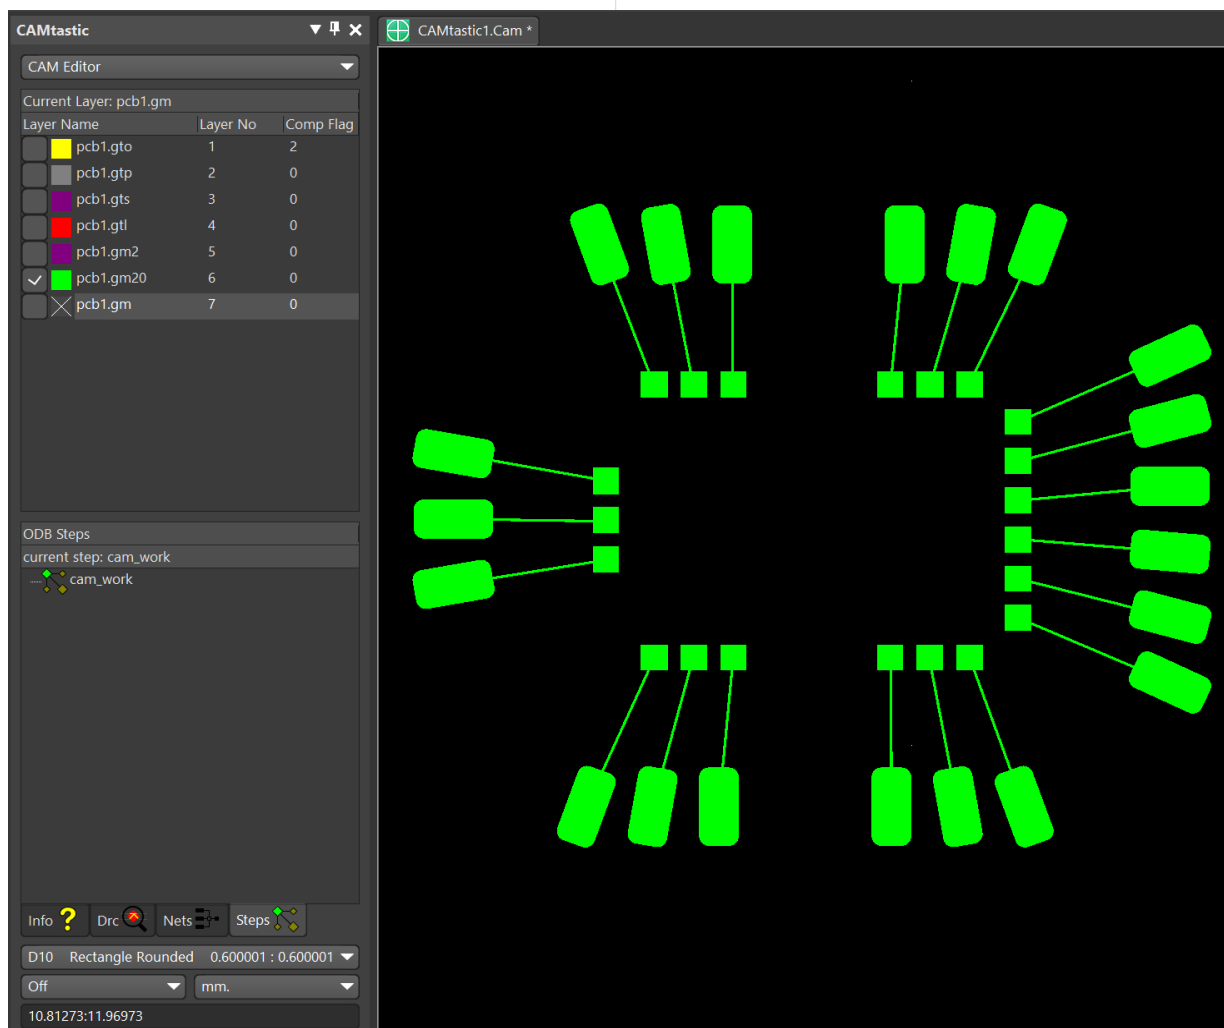 CAMtastic
CAMtastic1.Cam *
CAM Editor
Current Layer: pcb1.gm
Layer Name Layer No Comp Flag
pcb1.gto 1 2
pcb1.gtp 2 0
pcb1.gts 3 0
pcb1.gtl 4 0
pcb1.gm2 5 0
pcb1.gm20 6 0
pcb1.gm 7 0
ODB Steps
current step: cam_work
cam_work
Info ? Drc Nets Steps
D10 Rectangle Rounded 0.600001 : 0.600001
Off mm.
10.81273:11.96973